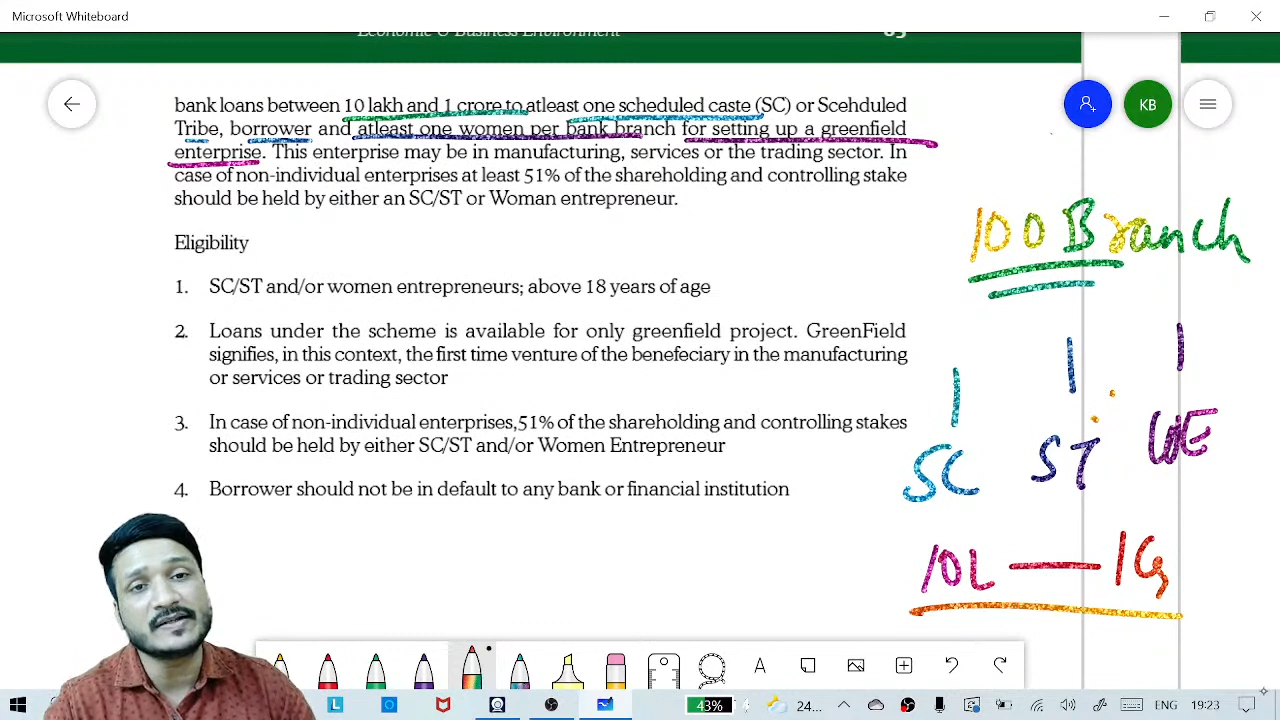 Microsoft Whiteboard
Economic & Business Environment
bank loans between 10 lakh and 1 crore to atleast one scheduled caste (SC) or Scehduled
Tribe, borrower and atleast one women per bank branch for setting up a greenfield
enterprise. This enterprise may be in manufacturing, services or the trading sector. In
case of non-individual enterprises at least 51% of the shareholding and controlling stake
should be held by either an SC/ST or Woman entrepreneur.
Eligibility
1. SC/ST and/or women entrepreneurs; above 18 years of age
2. Loans under the scheme is available for only greenfield project. GreenField
signifies, in this context, the first time venture of the benefeciary in the manufacturing
or services or trading sector
3. In case of non-individual enterprises,51% of the shareholding and controlling stakes
should be held by either SC/ST and/or Women Entrepreneur
4. Borrower should not be in default to any bank or financial institution
KB
100 Branch
1 1 1
SC ST WE
10L — 1Cr
A
43% 24... ENG 19:23